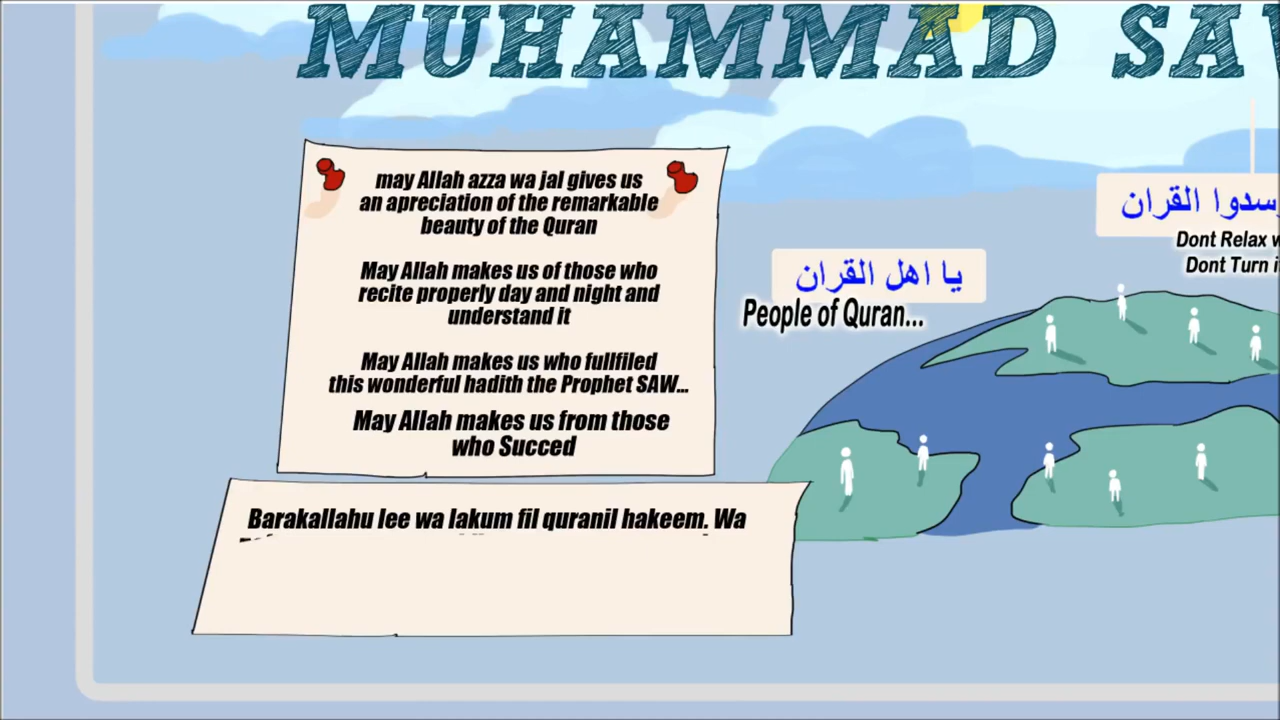 MUHAMMAD SAW
may Allah azza wa jal gives us
an apreciation of the remarkable
beauty of the Quran
May Allah makes us of those who
recite properly day and night and
understand it
May Allah makes us who fullfiled
this wonderful hadith the Prophet SAW...
May Allah makes us from those
who Succed
Barakallahu lee wa lakum fil quranil hakeem. Wa
يا اهل القران
People of Quran...
القران
Dont Relax
Dont Turn